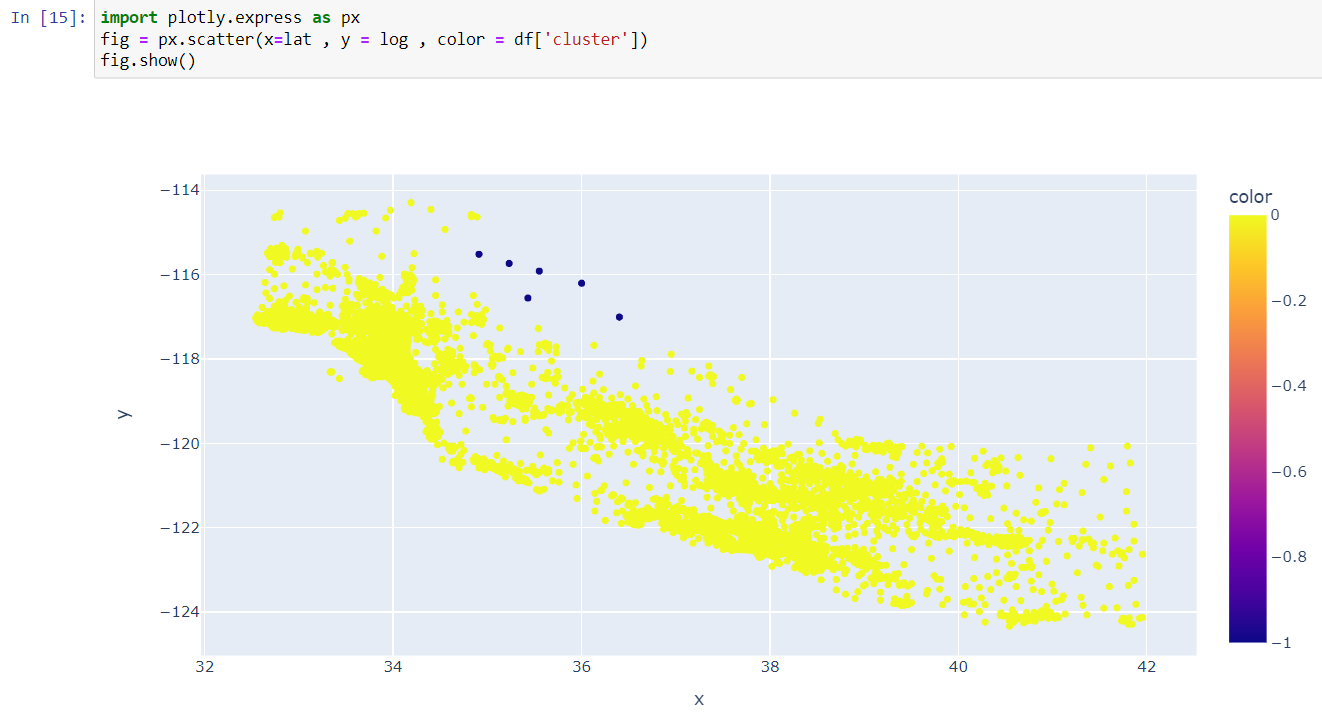 In [15]: import plotly.express as px
fig = px.scatter(x=lat , y = log , color = df['cluster'])
fig.show()
color
−114
−116
−118
−120
−122
−124
y
32 34 36 38 40 42
x
0
−0.2
−0.4
−0.6
−0.8
−1